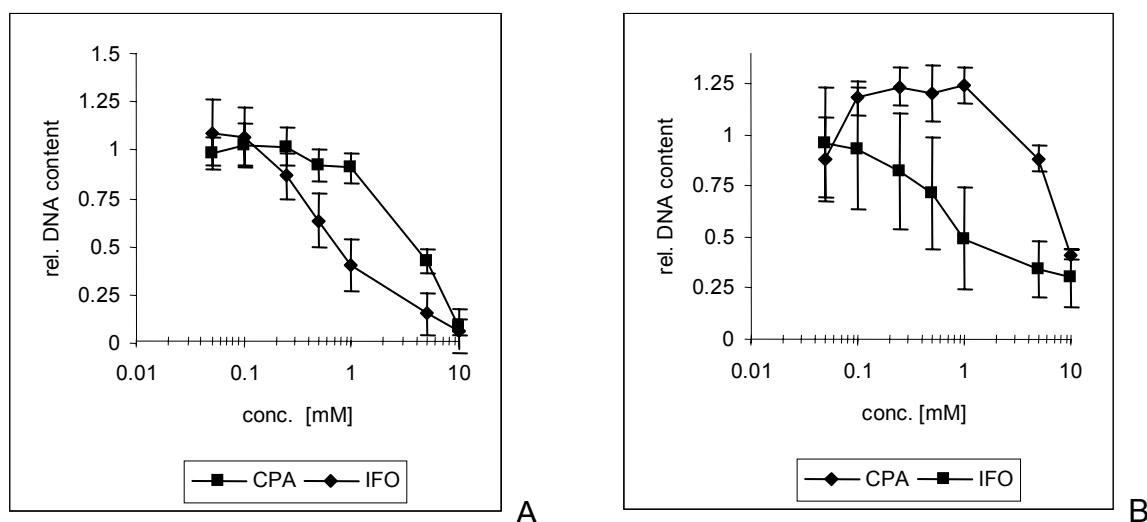 1.5
1.25
1
0.75
0.5
0.25
0
rel. DNA content
0.01 0.1 1 10
conc. [mM]
CPA IFO
A
1.25
1
0.75
0.5
0.25
0
rel. DNA content
0.01 0.1 1 10
conc. [mM]
CPA IFO
B